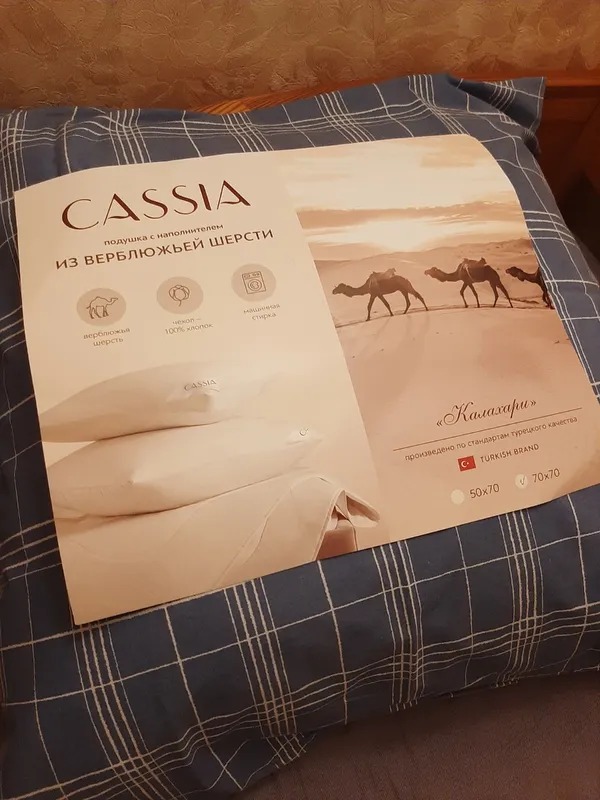 CASSIA
подушка с наполнителем
ИЗ ВЕРБЛЮЖЬЕЙ ШЕРСТИ
верблюжья
шерсть
чехол —
100% хлопок
машинная
стирка
CASSIA
«Калахари»
произведено по стандартам турецкого качества
TURKISH BRAND
50x70
70x70